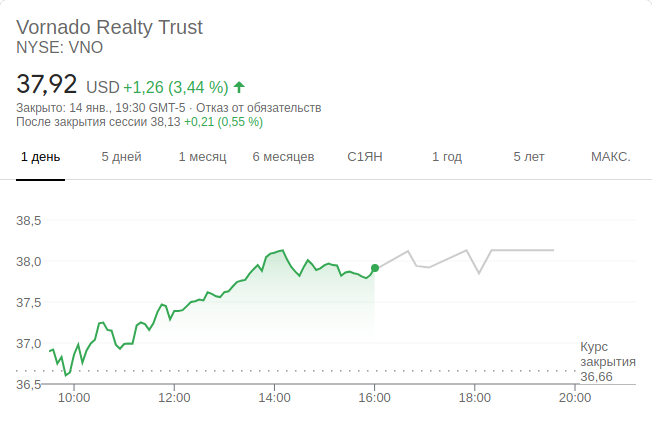 Vornado Realty Trust
NYSE: VNO
37,92 USD +1,26 (3,44 %)
Закрыто: 14 янв., 19:30 GMT-5 · Отказ от обязательств
После закрытия сессии 38,13 +0,21 (0,55 %)
1 день 5 дней 1 месяц 6 месяцев С1ЯН 1 год 5 лет МАКС.
38,5
38,0
37,5
37,0
Курс
закрытия
36,66
36,5
10:00 12:00 14:00 16:00 18:00 20:00